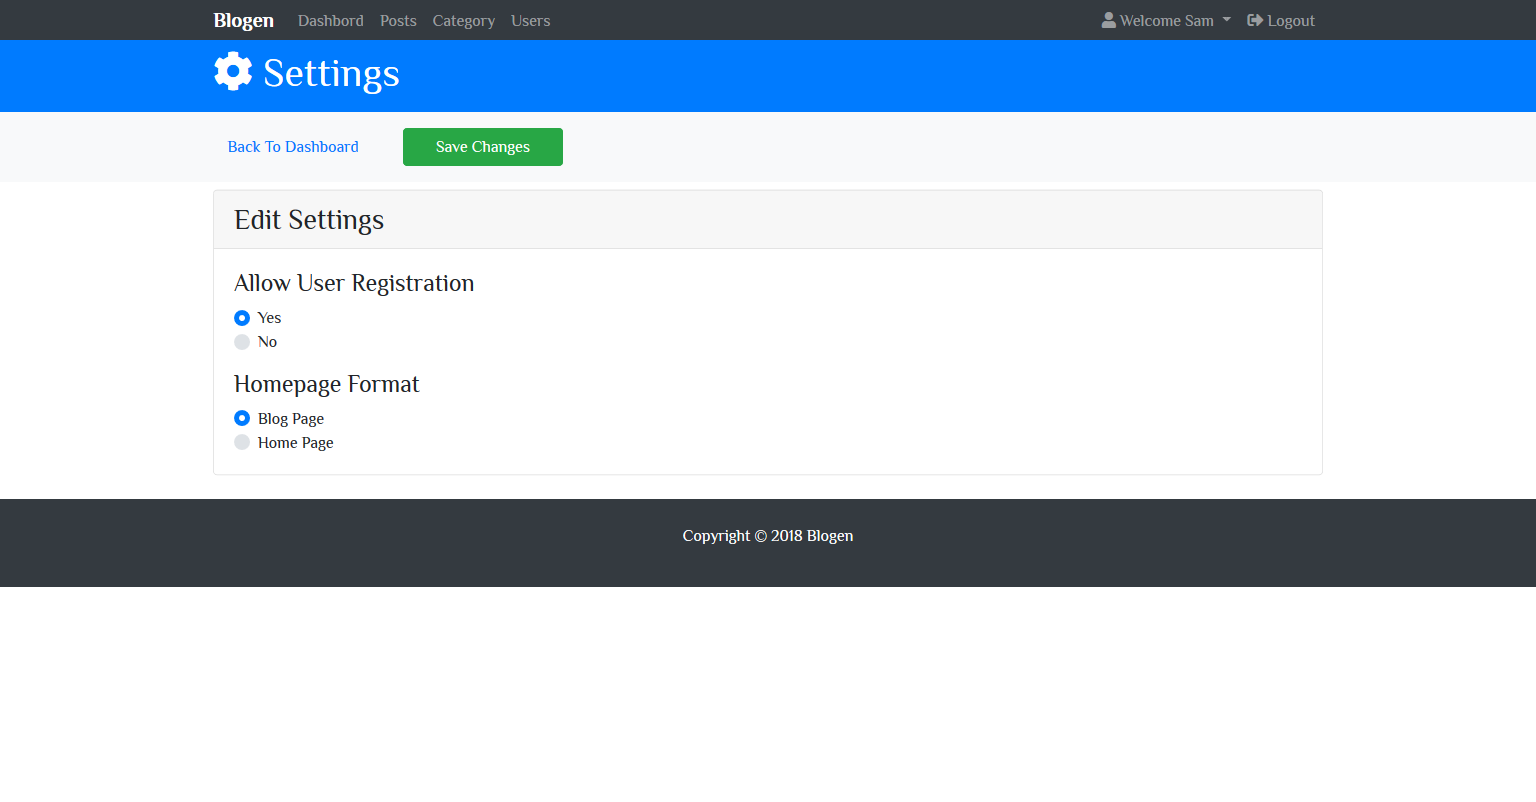 Blogen Dashbord Posts Category Users Welcome Sam Logout
Settings
Back To Dashboard Save Changes
Edit Settings
Allow User Registration
Yes
No
Homepage Format
Blog Page
Home Page
Copyright © 2018 Blogen